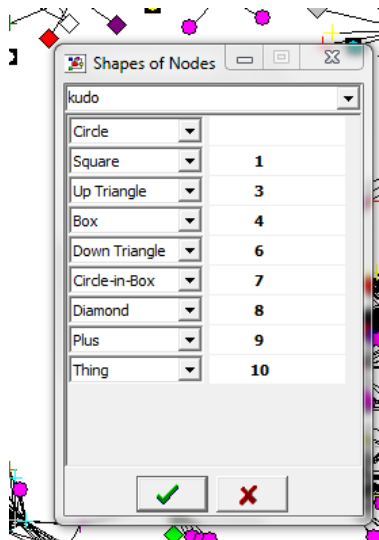 Shapes of Nodes
kudo
Circle
Square 1
Up Triangle 3
Box 4
Down Triangle 6
Circle-in-Box 7
Diamond 8
Plus 9
Thing 10